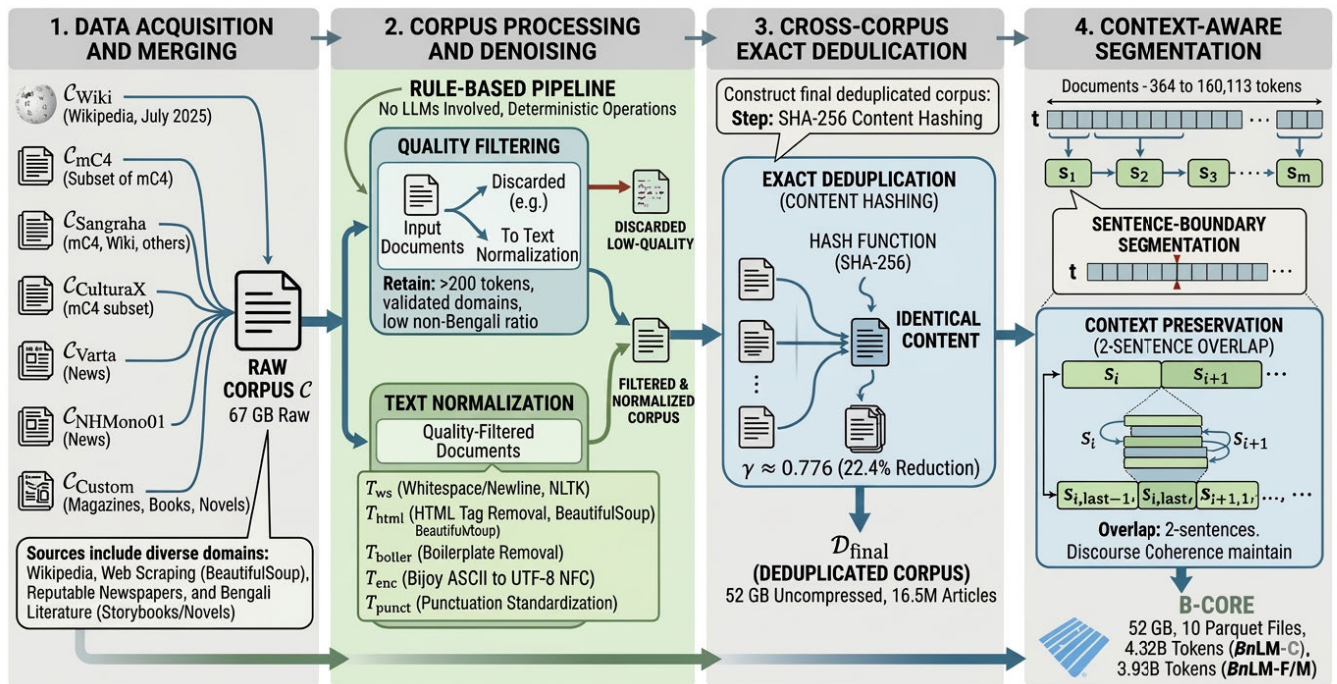 1. DATA ACQUISITION
AND MERGING
𝒞Wiki
(Wikipedia, July 2025)
𝒞mC4
(Subset of mC4)
𝒞Sangraha
(mC4, Wiki, others)
𝒞CulturaX
(mC4 subset)
𝒞Varta
(News)
𝒞NHMono01
(News)
𝒞Custom
(Magazines, Books, Novels)
RAW
CORPUS 𝒞
67 GB Raw
Sources include diverse domains:
Wikipedia, Web Scraping (BeautifulSoup),
Reputable Newspapers, and Bengali
Literature (Storybooks/Novels)
2. CORPUS PROCESSING
AND DENOISING
RULE-BASED PIPELINE
No LLMs Involved, Deterministic Operations
QUALITY FILTERING
Input
Documents
Discarded
(e.g.)
To Text
Normalization
Retain: >200 tokens,
validated domains,
low non-Bengali ratio
DISCARDED
LOW-QUALITY
FILTERED &
NORMALIZED
CORPUS
TEXT NORMALIZATION
Quality-Filtered
Documents
Tws (Whitespace/Newline, NLTK)
Thtml (HTML Tag Removal, BeautifulSoup)
Tboller (Boilerplate Removal)
Tenc (Bijoy ASCII to UTF-8 NFC)
Tpunct (Punctuation Standardization)
3. CROSS-CORPUS
EXACT DEDULICATION
Construct final deduplicated corpus:
Step: SHA-256 Content Hashing
EXACT DEDUPLICATION
(CONTENT HASHING)
HASH FUNCTION
(SHA-256)
IDENTICAL
CONTENT
γ ≈ 0.776 (22.4% Reduction)
𝒟final
(DEDUPLICATED CORPUS)
52 GB Uncompressed, 16.5M Articles
4. CONTEXT-AWARE
SEGMENTATION
Documents - 364 to 160,113 tokens
t ...
s1 s2 s3 ····· sm
SENTENCE-BOUNDARY
SEGMENTATION
t ...
CONTEXT PRESERVATION
(2-SENTENCE OVERLAP)
si si+1 ...
si si+1
si,last−1, si,last, si+1,1, ..., ...
Overlap: 2-sentences.
Discourse Coherence maintain
B-CORE
52 GB, 10 Parquet Files,
4.32B Tokens (BnLM-C),
3.93B Tokens (BnLM-F/M)